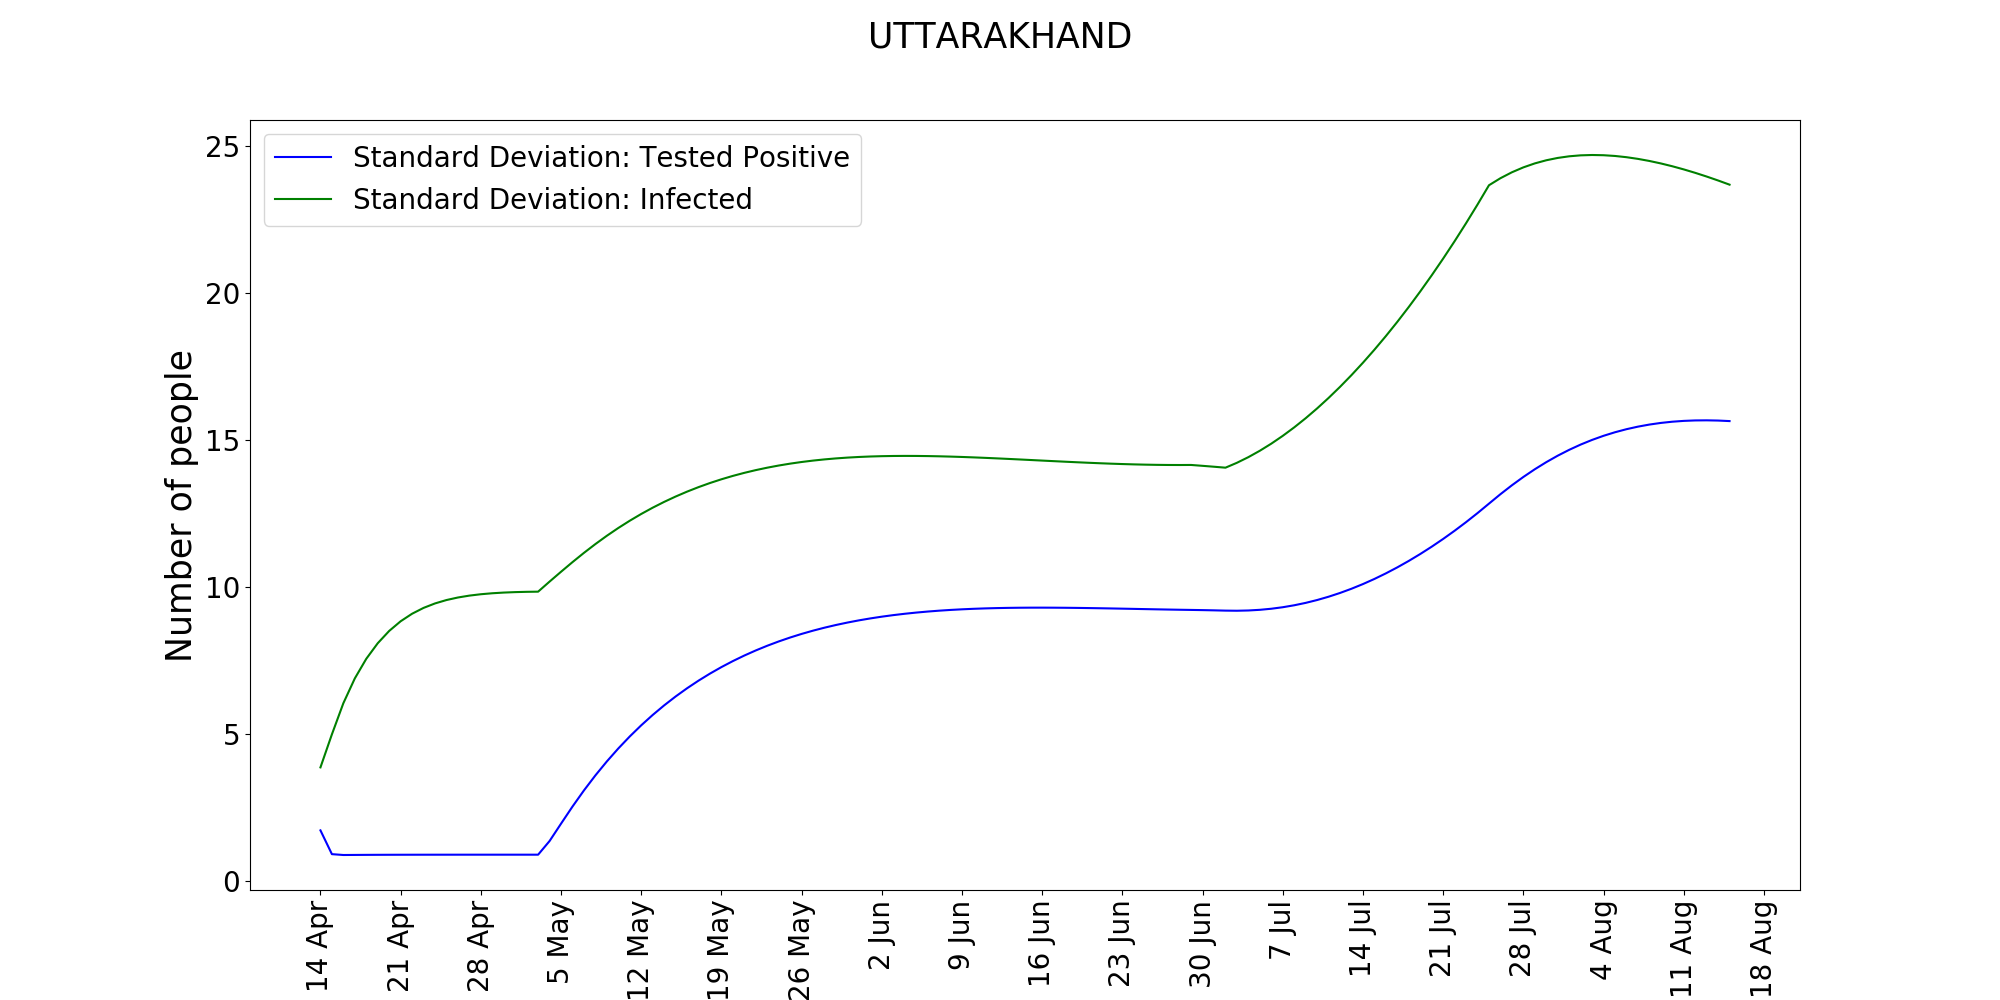 UTTARAKHAND
Standard Deviation: Tested Positive
Standard Deviation: Infected
Number of people
25
20
15
10
5
0
14 Apr
21 Apr
28 Apr
5 May
12 May
19 May
26 May
2 Jun
9 Jun
16 Jun
23 Jun
30 Jun
7 Jul
14 Jul
21 Jul
28 Jul
4 Aug
11 Aug
18 Aug